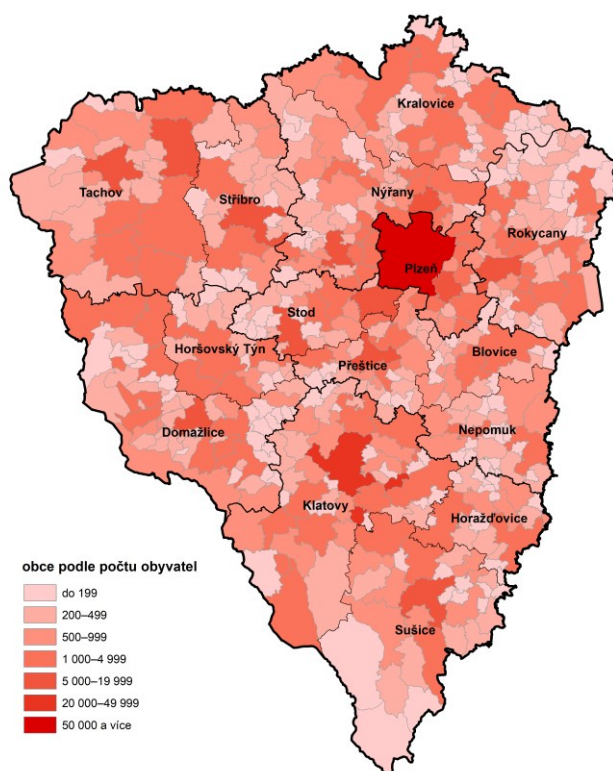 Kralovice
Tachov
Stříbro
Nýřany
Rokycany
Plzeň
Stod
Horšovský Týn
Přeštice
Blovice
Domažlice
Nepomuk
Klatovy
Horažďovice
Sušice
obce podle počtu obyvatel
do 199
200–499
500–999
1 000–4 999
5 000–19 999
20 000–49 999
50 000 a více